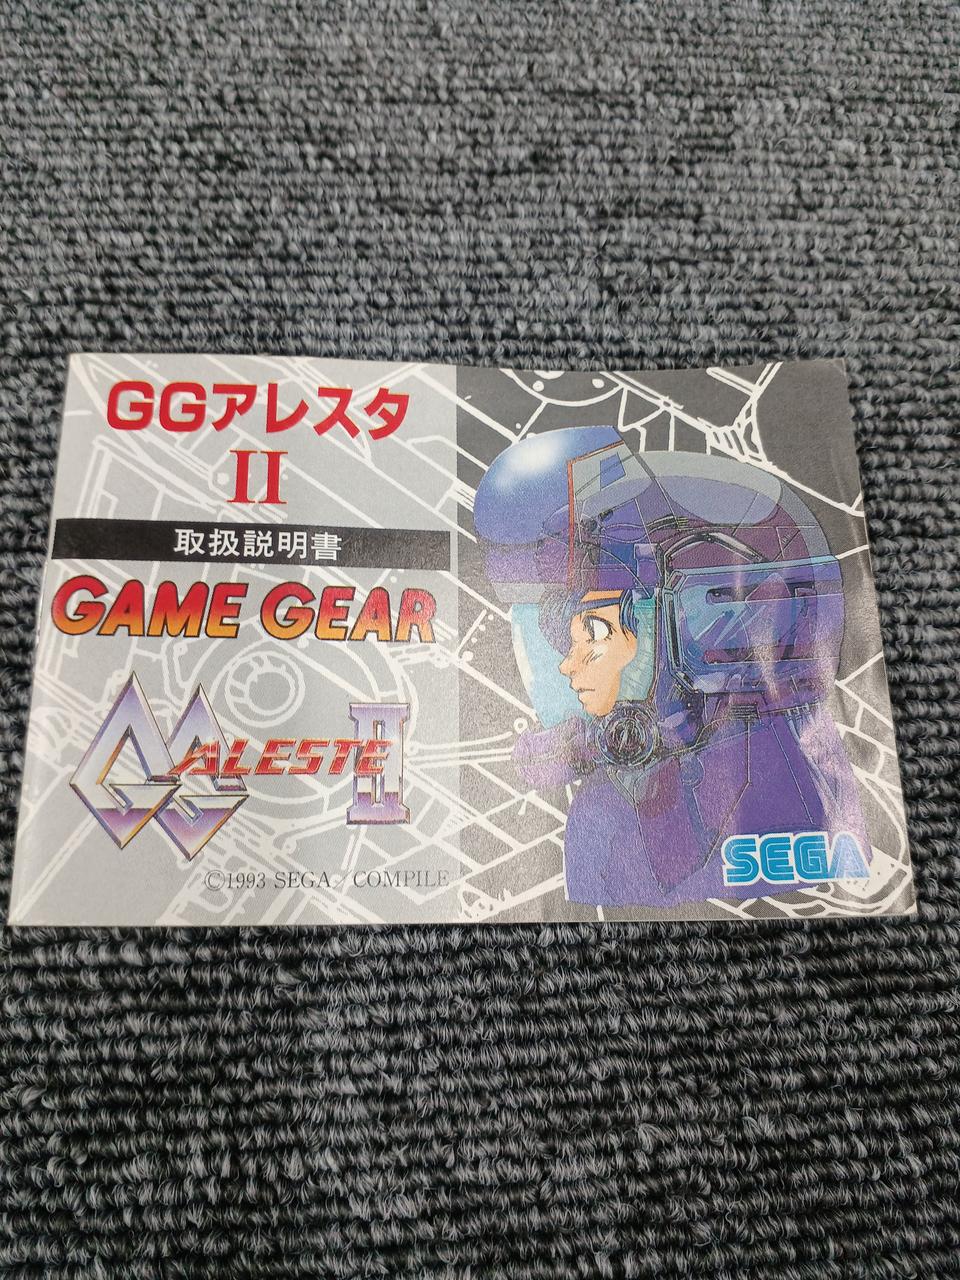 GGアレスタ
II
取扱説明書
GAME GEAR
GG ALESTE II
©1993 SEGA／COMPILE
SEGA